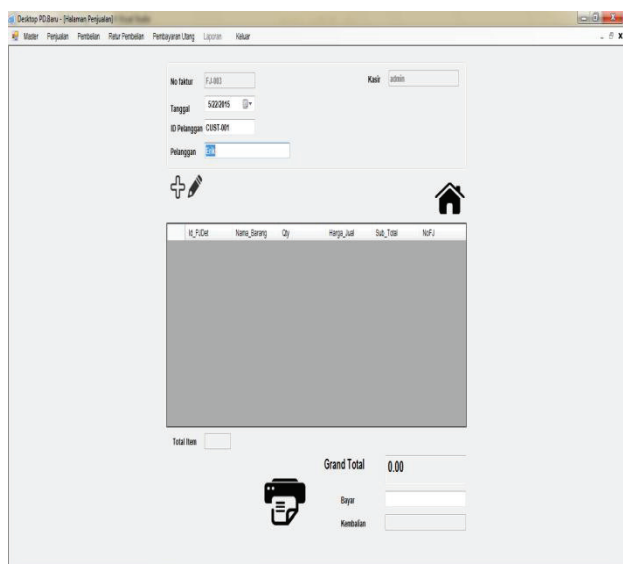 Desktop PD.Baru - [Halaman Penjualan]
Master Penjualan Pembelian Retur Pembelian Pembayaran Utang Laporan Keluar
No faktur FJ-003 Kasir admin
Tanggal 5/22/2015
ID Pelanggan CUST-001
Pelanggan
Id_PJDet Nama_Barang Qty Harga_Jual Sub_Total NoFJ
Total Item
Grand Total 0.00
Bayar
Kembalian